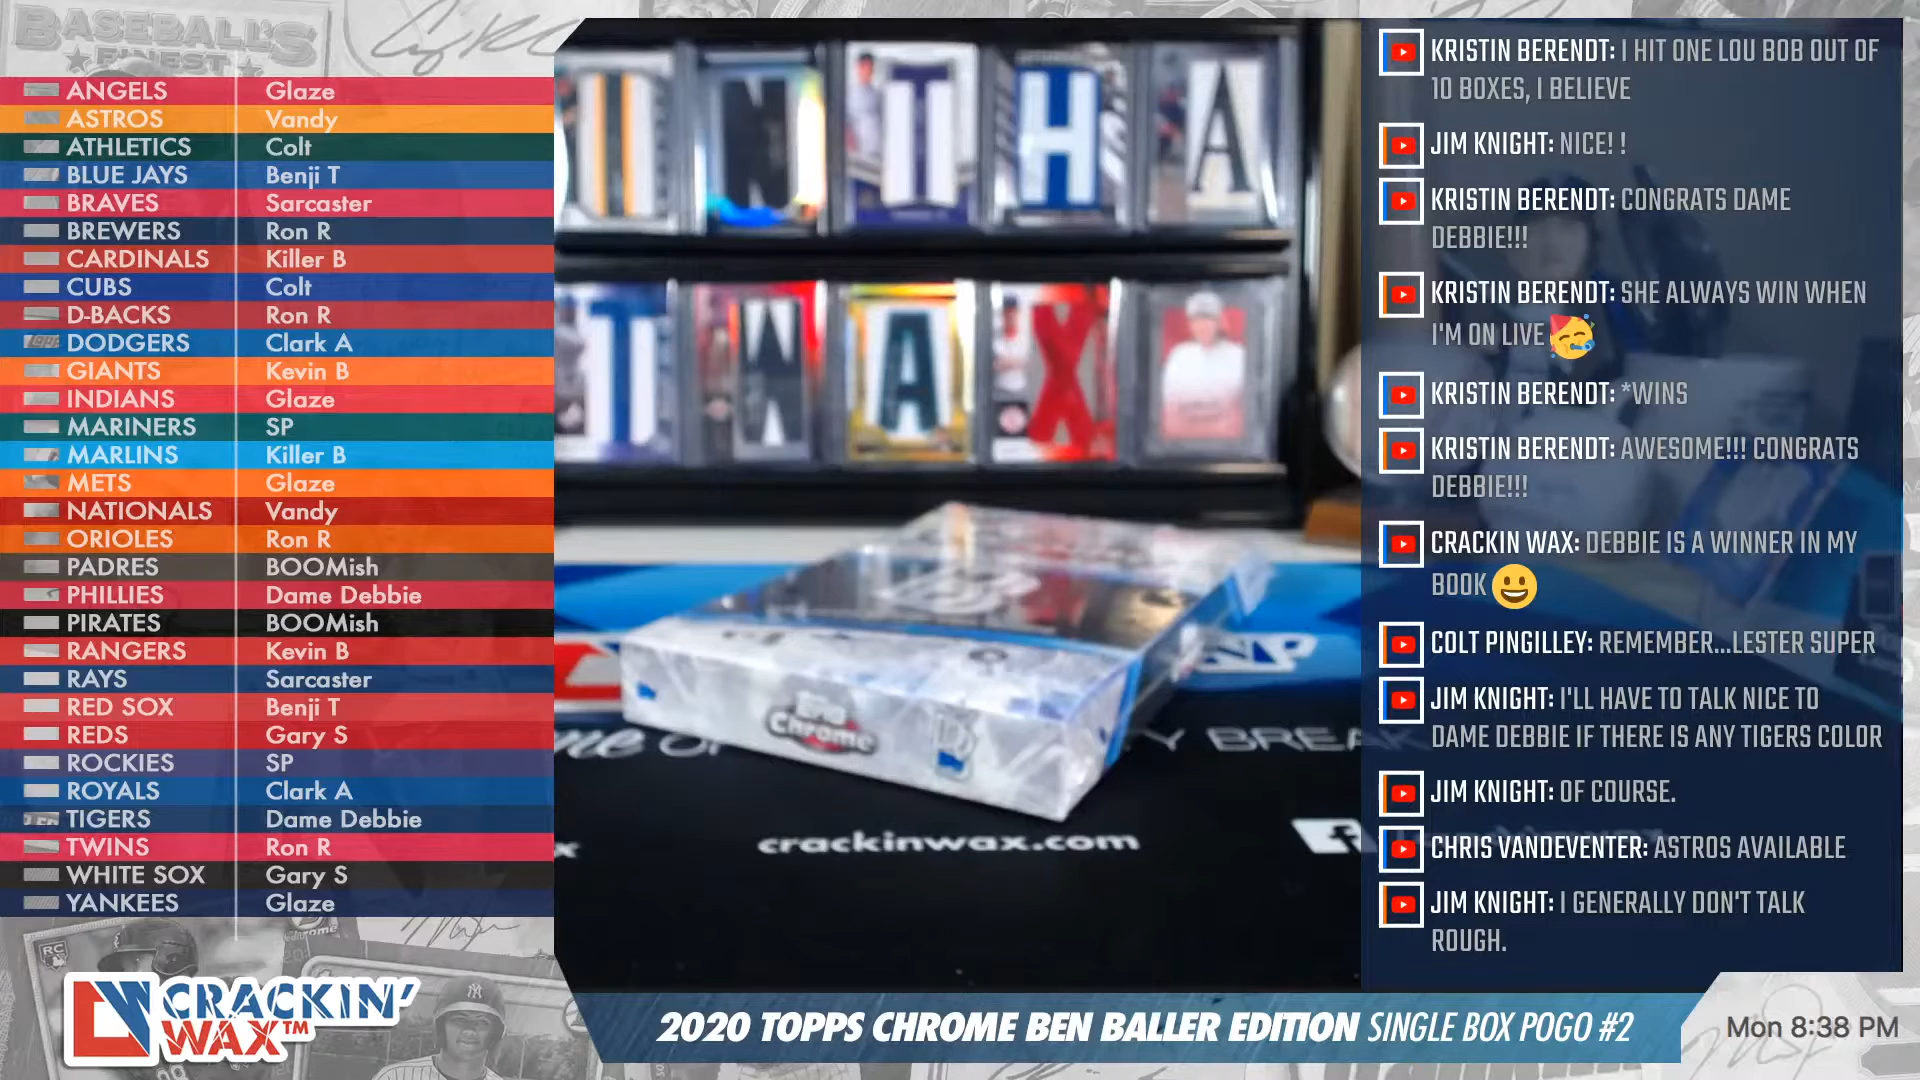 BASEBALL'S
FINEST
ANGELS Glaze
ASTROS Vandy
ATHLETICS Colt
BLUE JAYS Benji T
BRAVES Sarcaster
BREWERS Ron R
CARDINALS Killer B
CUBS Colt
D-BACKS Ron R
DODGERS Clark A
GIANTS Kevin B
INDIANS Glaze
MARINERS SP
MARLINS Killer B
METS Glaze
NATIONALS Vandy
ORIOLES Ron R
PADRES BOOMish
PHILLIES Dame Debbie
PIRATES BOOMish
RANGERS Kevin B
RAYS Sarcaster
RED SOX Benji T
REDS Gary S
ROCKIES SP
ROYALS Clark A
TIGERS Dame Debbie
TWINS Ron R
WHITE SOX Gary S
YANKEES Glaze
RC
CRACKIN'
WAX™
I N T H A
T W A X
Chrome
BREA
crackinwax.com
KRISTIN BERENDT: I HIT ONE LOU BOB OUT OF
10 BOXES, I BELIEVE
JIM KNIGHT: NICE! !
KRISTIN BERENDT: CONGRATS DAME
DEBBIE!!!
KRISTIN BERENDT: SHE ALWAYS WIN WHEN
I'M ON LIVE 🥳
KRISTIN BERENDT: *WINS
KRISTIN BERENDT: AWESOME!!! CONGRATS
DEBBIE!!!
CRACKIN WAX: DEBBIE IS A WINNER IN MY
BOOK 😃
COLT PINGILLEY: REMEMBER...LESTER SUPER
JIM KNIGHT: I'LL HAVE TO TALK NICE TO
DAME DEBBIE IF THERE IS ANY TIGERS COLOR
JIM KNIGHT: OF COURSE.
CHRIS VANDEVENTER: ASTROS AVAILABLE
JIM KNIGHT: I GENERALLY DON'T TALK
ROUGH.
2020 TOPPS CHROME BEN BALLER EDITION SINGLE BOX POGO #2
Mon 8:38 PM